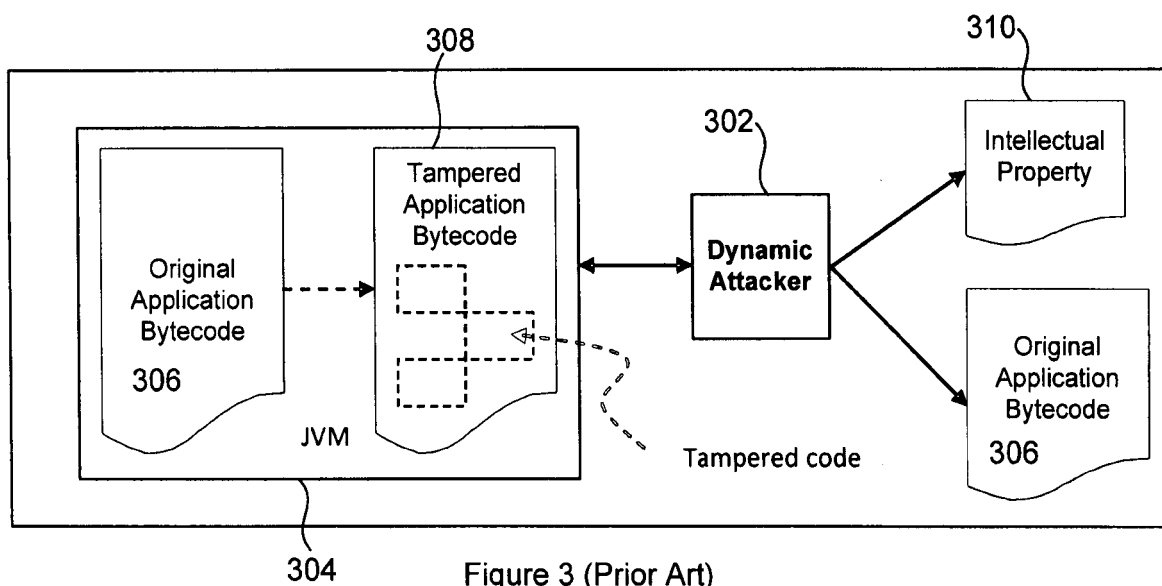 308
310
302
Tampered
Application
Bytecode
Intellectual
Property
Original
Application
Bytecode
306
Dynamic
Attacker
Original
Application
Bytecode
306
JVM
Tampered code
304
Figure 3 (Prior Art)